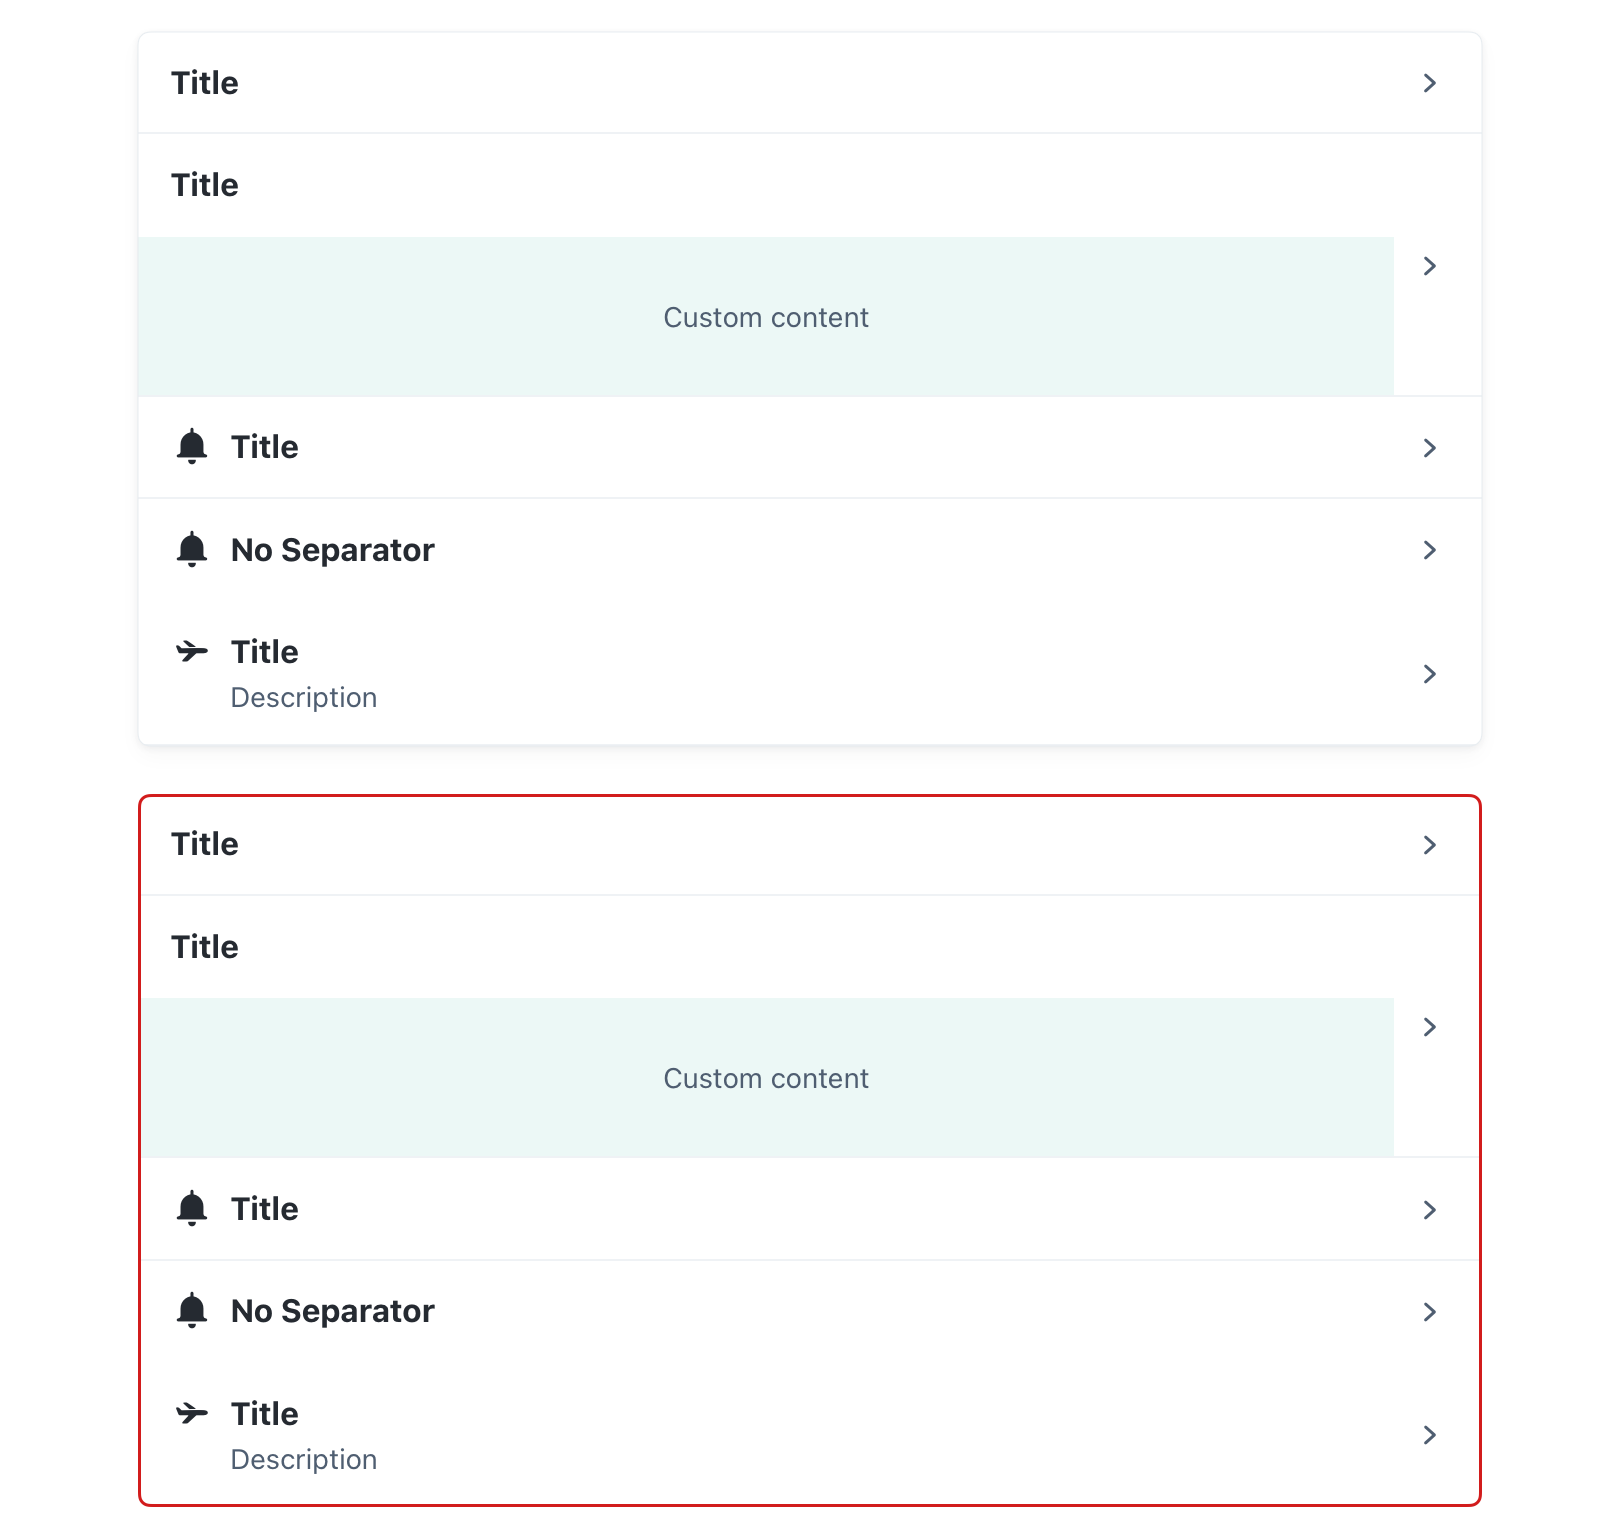 Title
Title
Custom content
Title
No Separator
Title
Description
Title
Title
Custom content
Title
No Separator
Title
Description